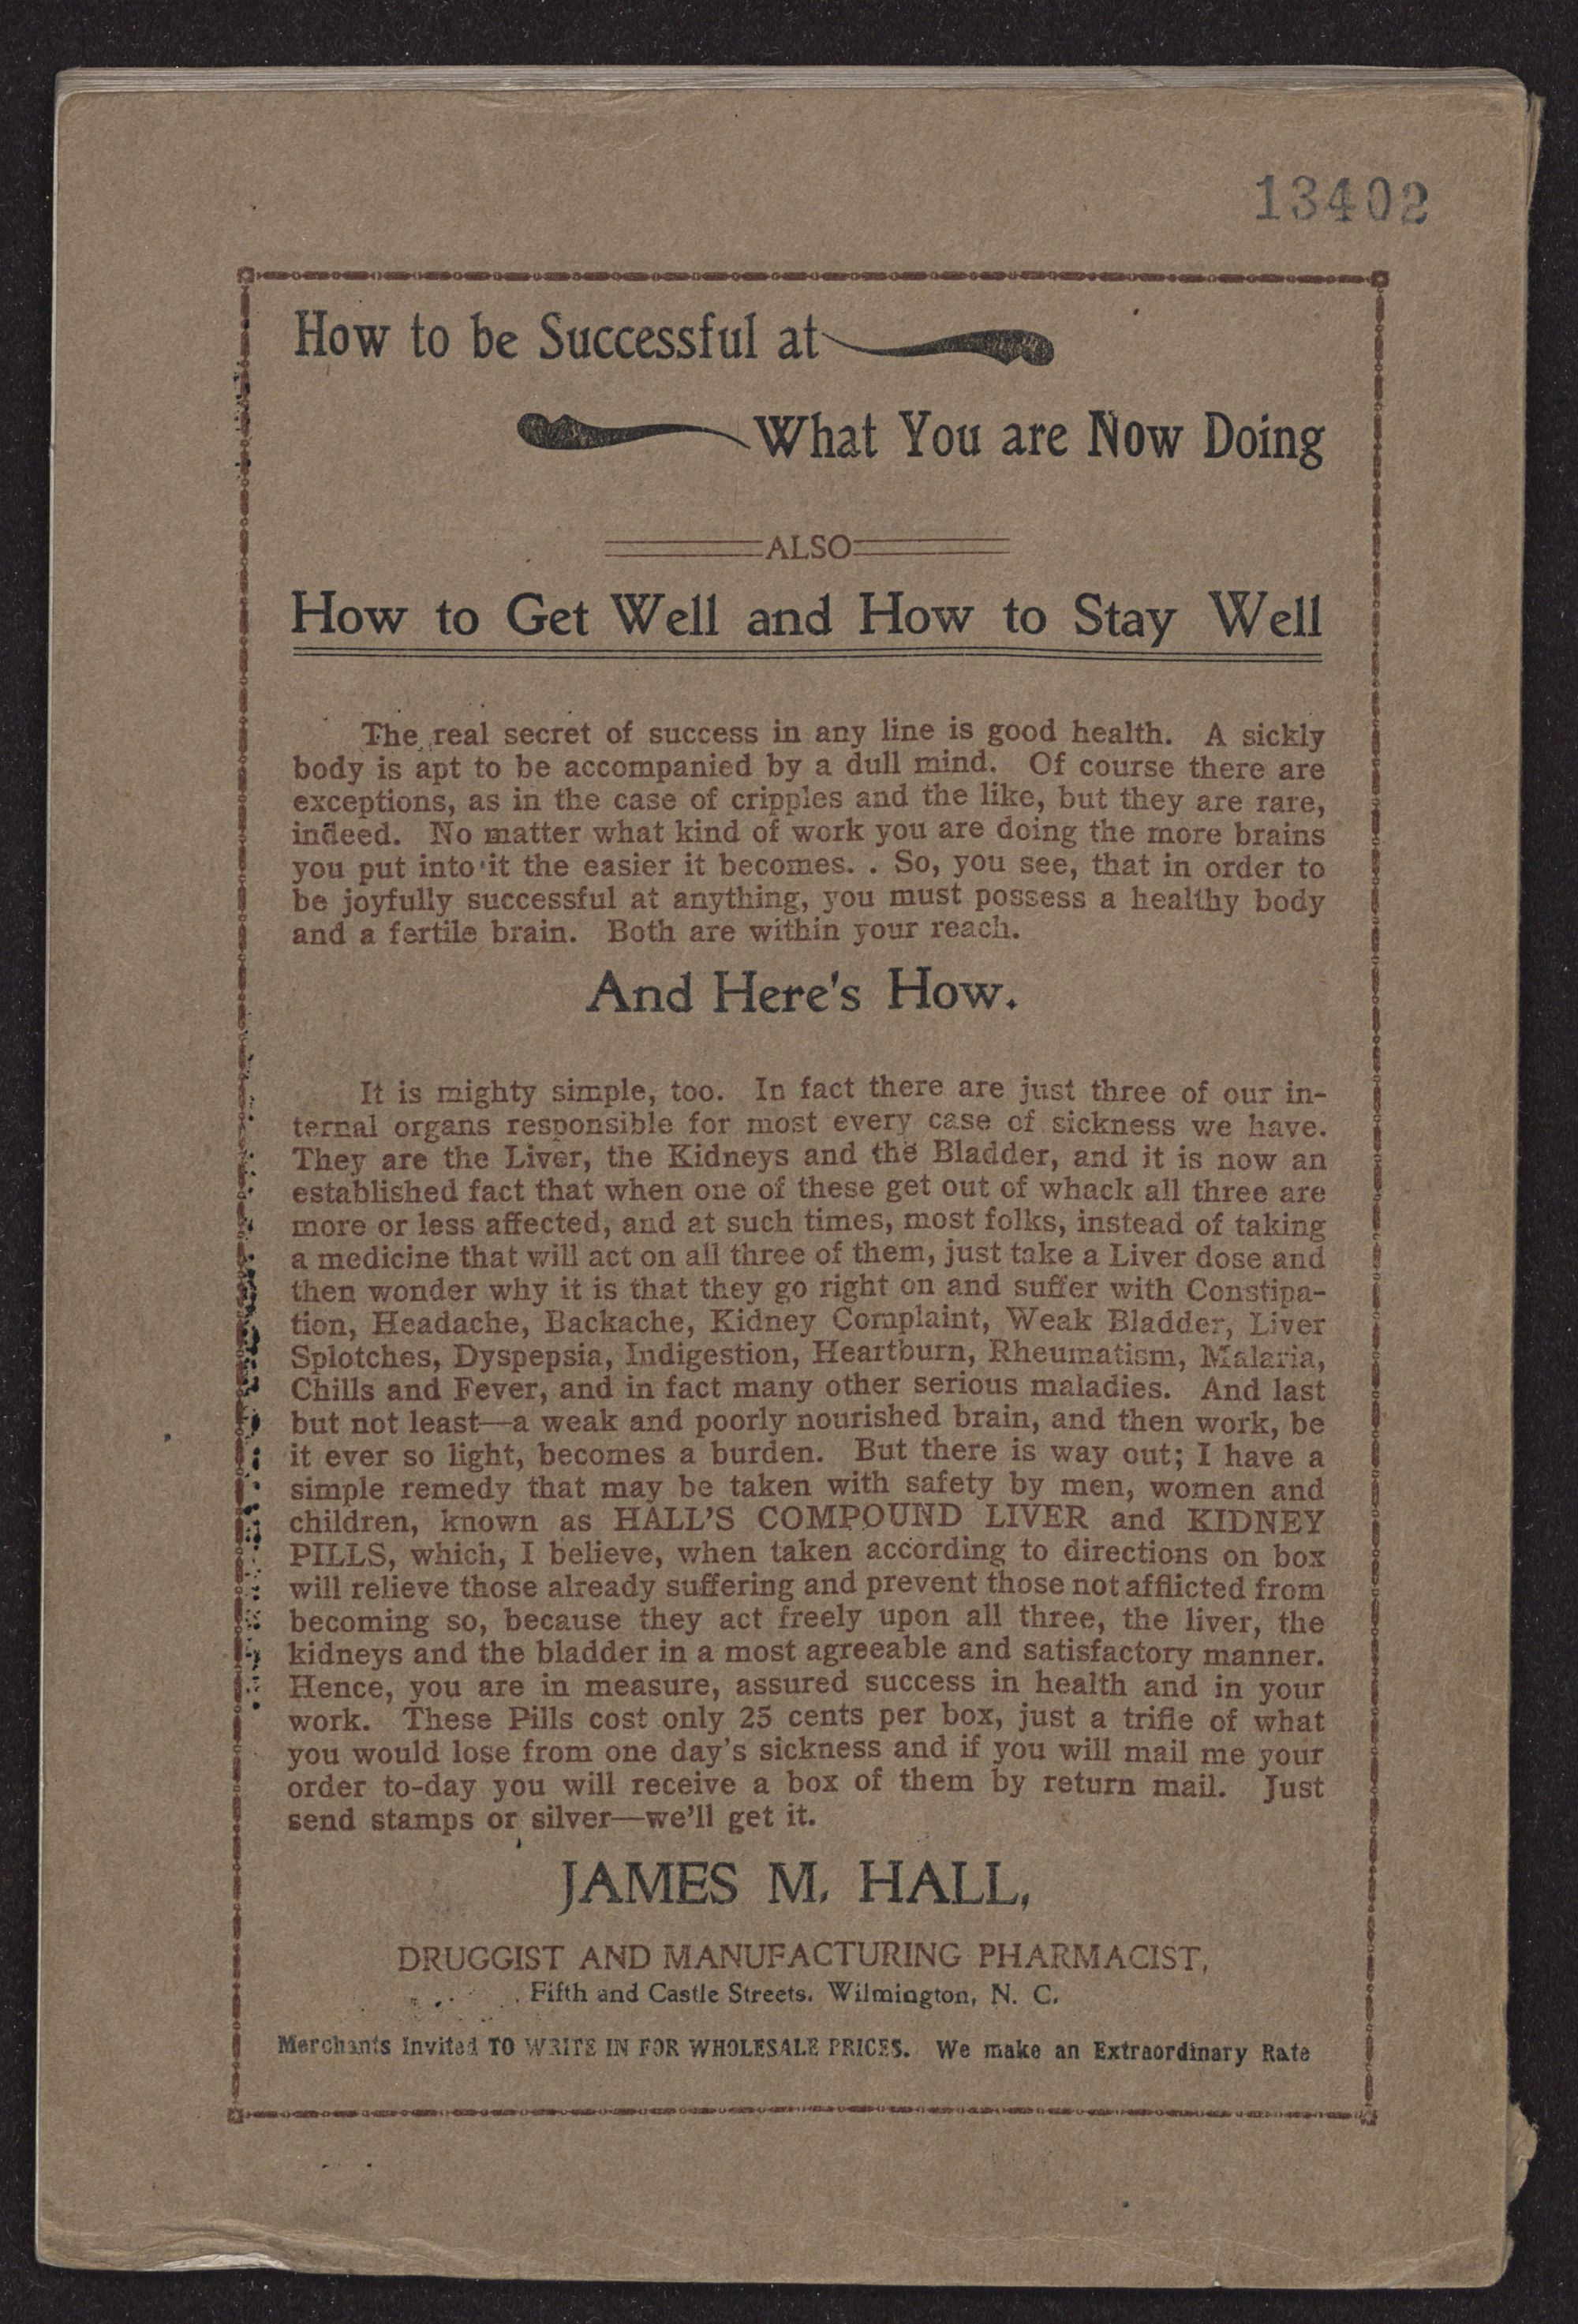 13402
How to be Successful at
What You are Now Doing
ALSO
How to Get Well and How to Stay Well
The real secret of success in any line is good health. A sickly
body is apt to be accompanied by a dull mind. Of course there are
exceptions, as in the case of cripples and the like, but they are rare,
indeed. No matter what kind of work you are doing the more brains
you put into it the easier it becomes. . So, you see, that in order to
be joyfully successful at anything, you must possess a healthy body
and a fertile brain. Both are within your reach.
And Here's How.
It is mighty simple, too. In fact there are just three of our in-
ternal organs responsible for most every case of sickness we have.
They are the Liver, the Kidneys and the Bladder, and it is now an
established fact that when one of these get out of whack all three are
more or less affected, and at such times, most folks, instead of taking
a medicine that will act on all three of them, just take a Liver dose and
then wonder why it is that they go right on and suffer with Constipa-
tion, Headache, Backache, Kidney Complaint, Weak Bladder, Liver
Splotches, Dyspepsia, Indigestion, Heartburn, Rheumatism, Malaria,
Chills and Fever, and in fact many other serious maladies. And last
but not least—a weak and poorly nourished brain, and then work, be
it ever so light, becomes a burden. But there is way out; I have a
simple remedy that may be taken with safety by men, women and
children, known as HALL'S COMPOUND LIVER and KIDNEY
PILLS, which, I believe, when taken according to directions on box
will relieve those already suffering and prevent those not afflicted from
becoming so, because they act freely upon all three, the liver, the
kidneys and the bladder in a most agreeable and satisfactory manner.
Hence, you are in measure, assured success in health and in your
work. These Pills cost only 25 cents per box, just a trifle of what
you would lose from one day's sickness and if you will mail me your
order to-day you will receive a box of them by return mail. Just
send stamps or silver—we'll get it.
JAMES M. HALL,
DRUGGIST AND MANUFACTURING PHARMACIST,
Fifth and Castle Streets. Wilmington, N. C.
Merchants Invited TO WRITE IN FOR WHOLESALE PRICES. We make an Extraordinary Rate